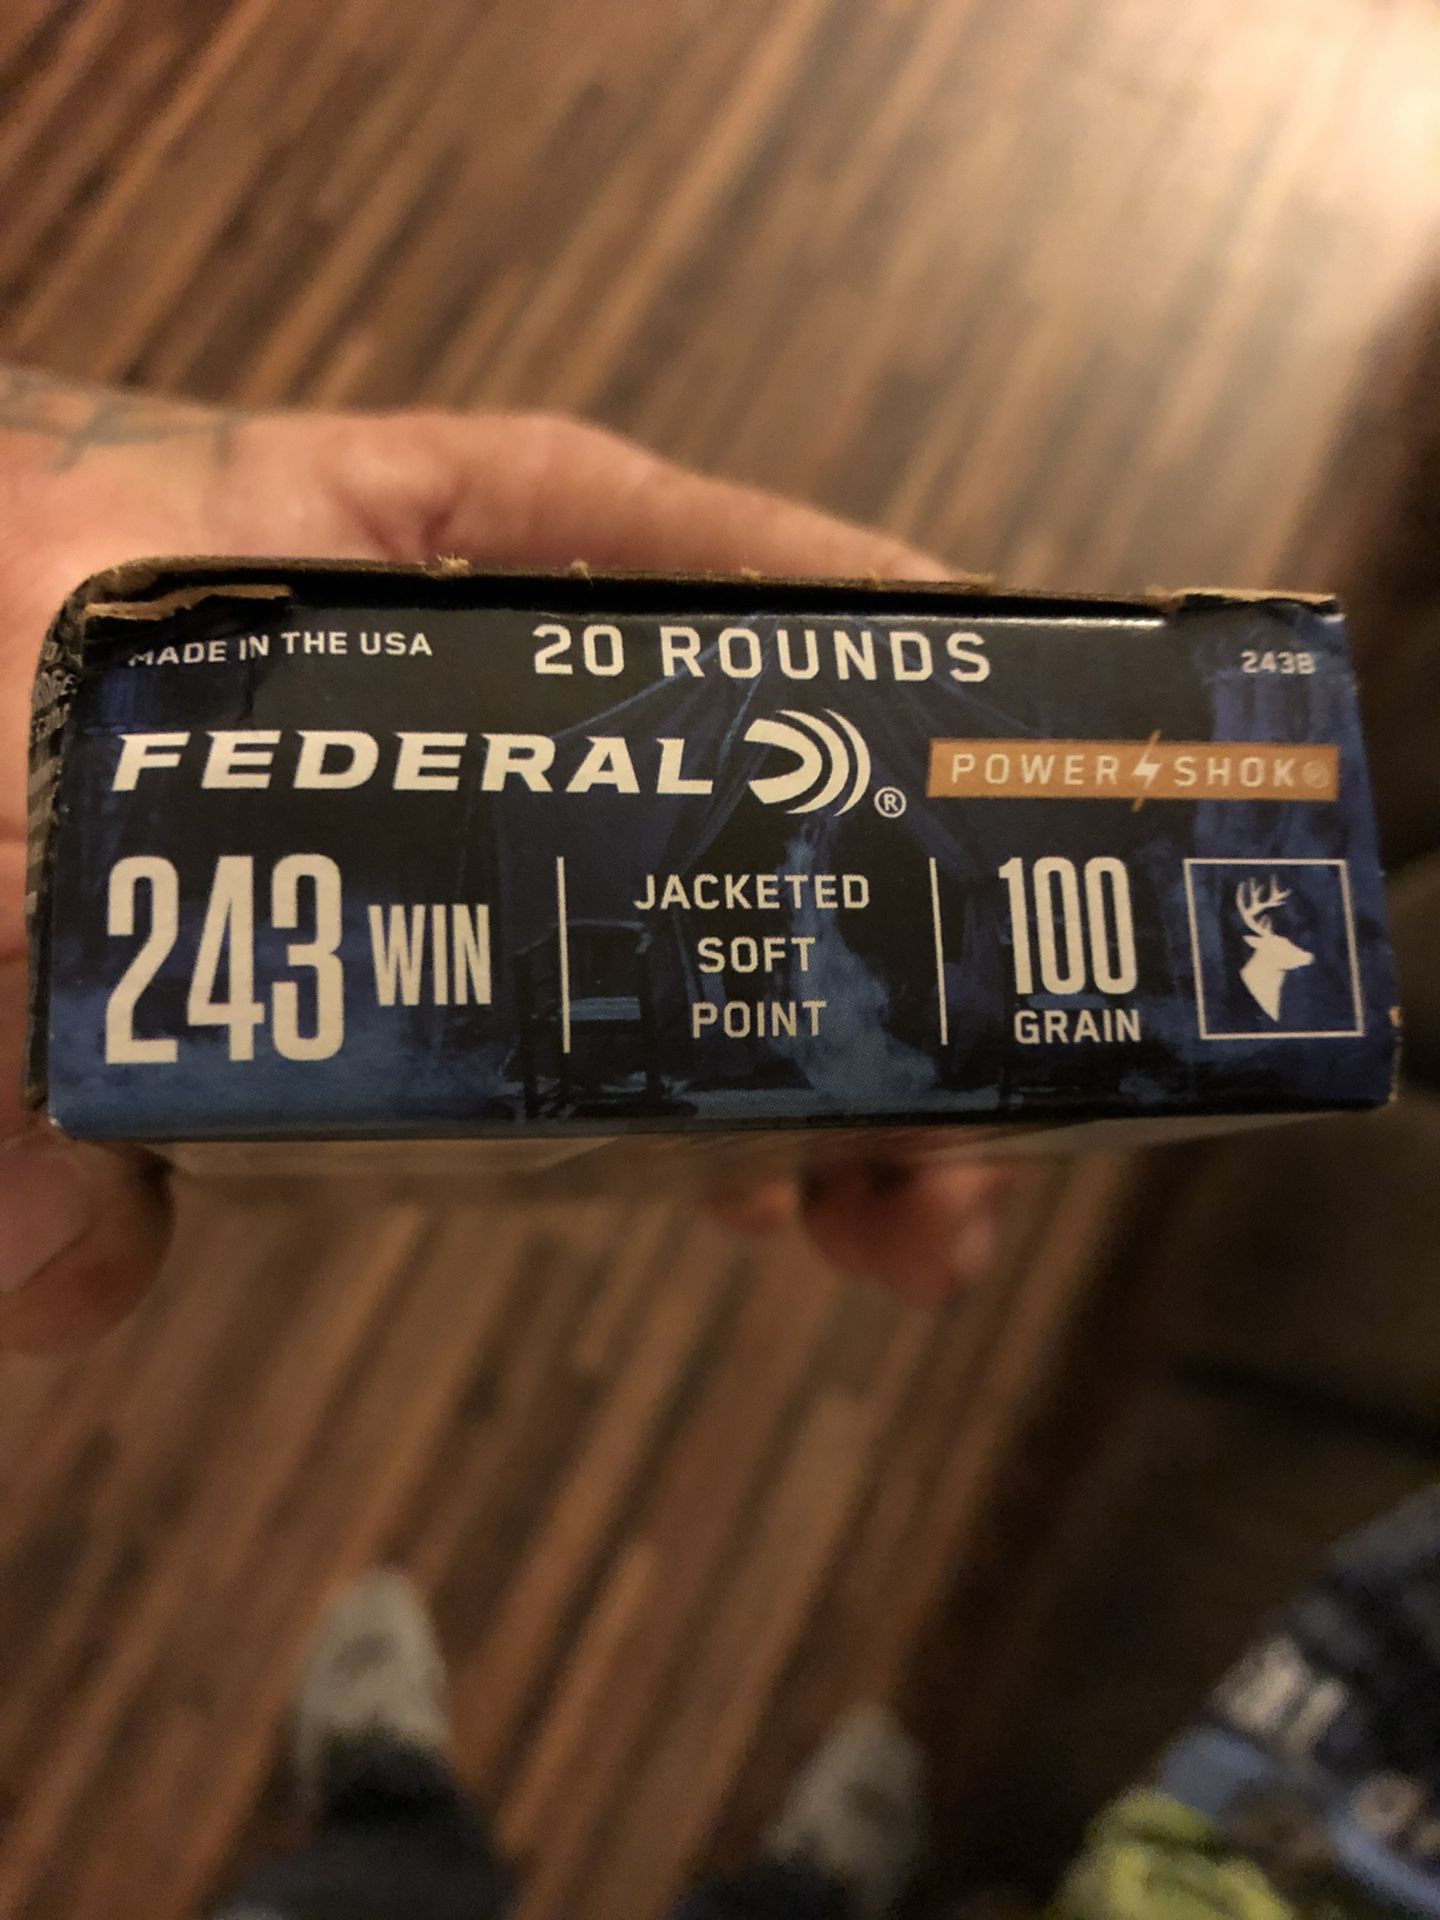 MADE IN THE USA 20 ROUNDS 243B
FEDERAL® POWER SHOK®
243 WIN JACKETED SOFT POINT 100 GRAIN